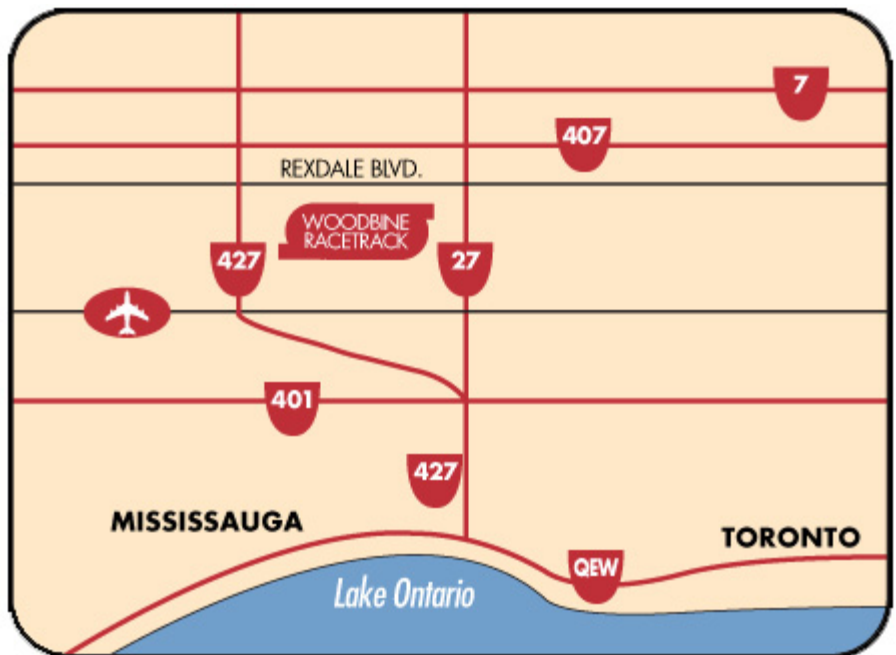 7
407
REXDALE BLVD.
WOODBINE
RACETRACK
427
27
401
427
MISSISSAUGA
TORONTO
QEW
Lake Ontario